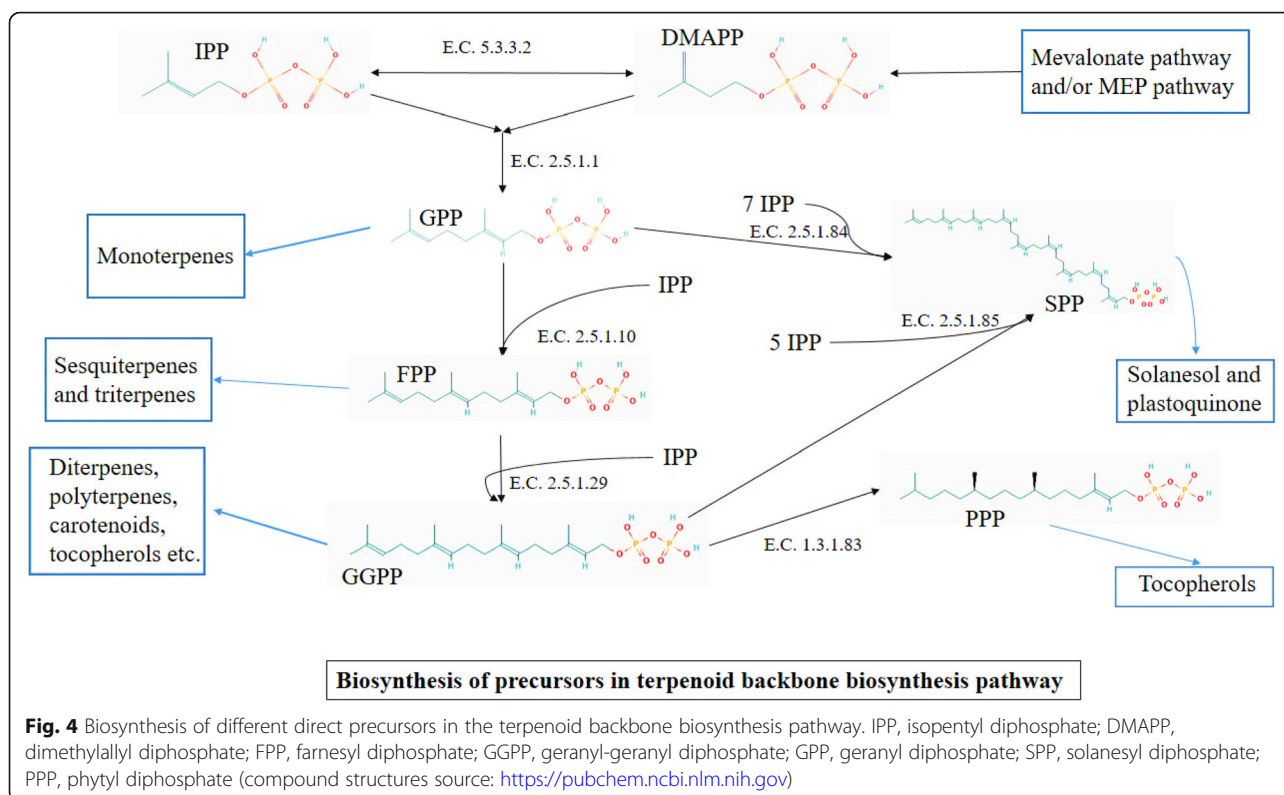 IPP
E.C. 5.3.3.2
DMAPP
Mevalonate pathway
and/or MEP pathway
E.C. 2.5.1.1
GPP
7 IPP
E.C. 2.5.1.84
Monoterpenes
IPP
SPP
E.C. 2.5.1.85
5 IPP
E.C. 2.5.1.10
FPP
Sesquiterpenes
and triterpenes
Solanesol and
plastoquinone
IPP
E.C. 2.5.1.29
Diterpenes,
polyterpenes,
carotenoids,
tocopherols etc.
GGPP
PPP
E.C. 1.3.1.83
Tocopherols
Biosynthesis of precursors in terpenoid backbone biosynthesis pathway
Fig. 4 Biosynthesis of different direct precursors in the terpenoid backbone biosynthesis pathway. IPP, isopentyl diphosphate; DMAPP,
dimethylallyl diphosphate; FPP, farnesyl diphosphate; GGPP, geranyl-geranyl diphosphate; GPP, geranyl diphosphate; SPP, solanesyl diphosphate;
PPP, phytyl diphosphate (compound structures source: https://pubchem.ncbi.nlm.nih.gov)